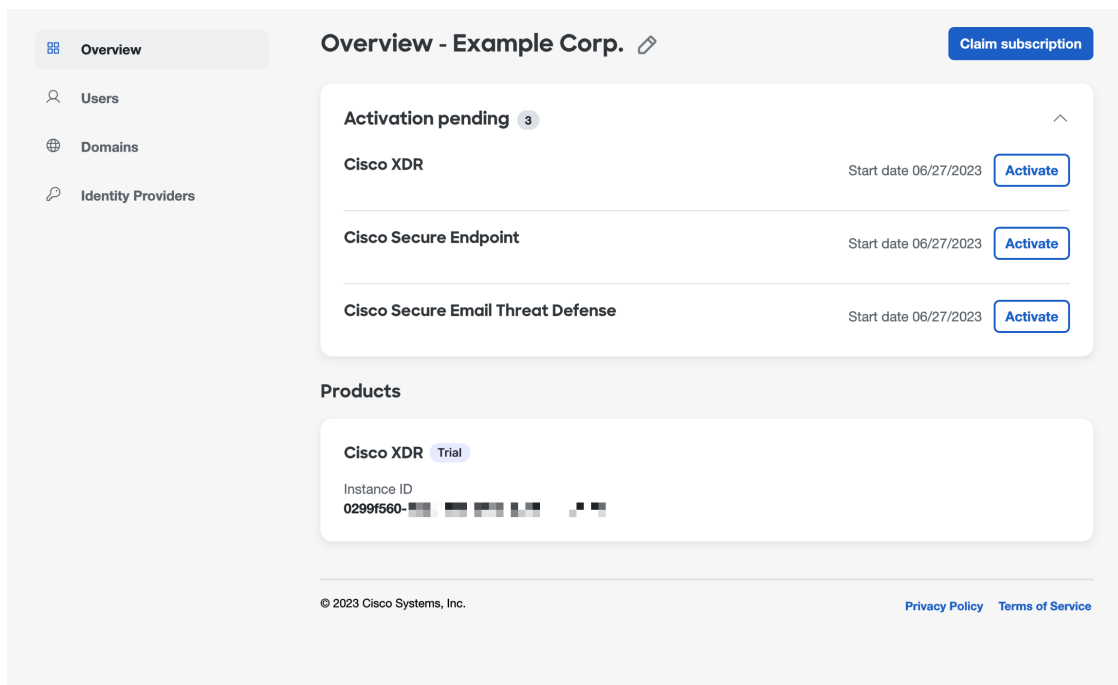 Overview
Users
Domains
Identity Providers
Overview - Example Corp.
Claim subscription
Activation pending 3
Cisco XDR
Start date 06/27/2023 Activate
Cisco Secure Endpoint
Start date 06/27/2023 Activate
Cisco Secure Email Threat Defense
Start date 06/27/2023 Activate
Products
Cisco XDR Trial
Instance ID
0299f560-
© 2023 Cisco Systems, Inc.
Privacy Policy Terms of Service